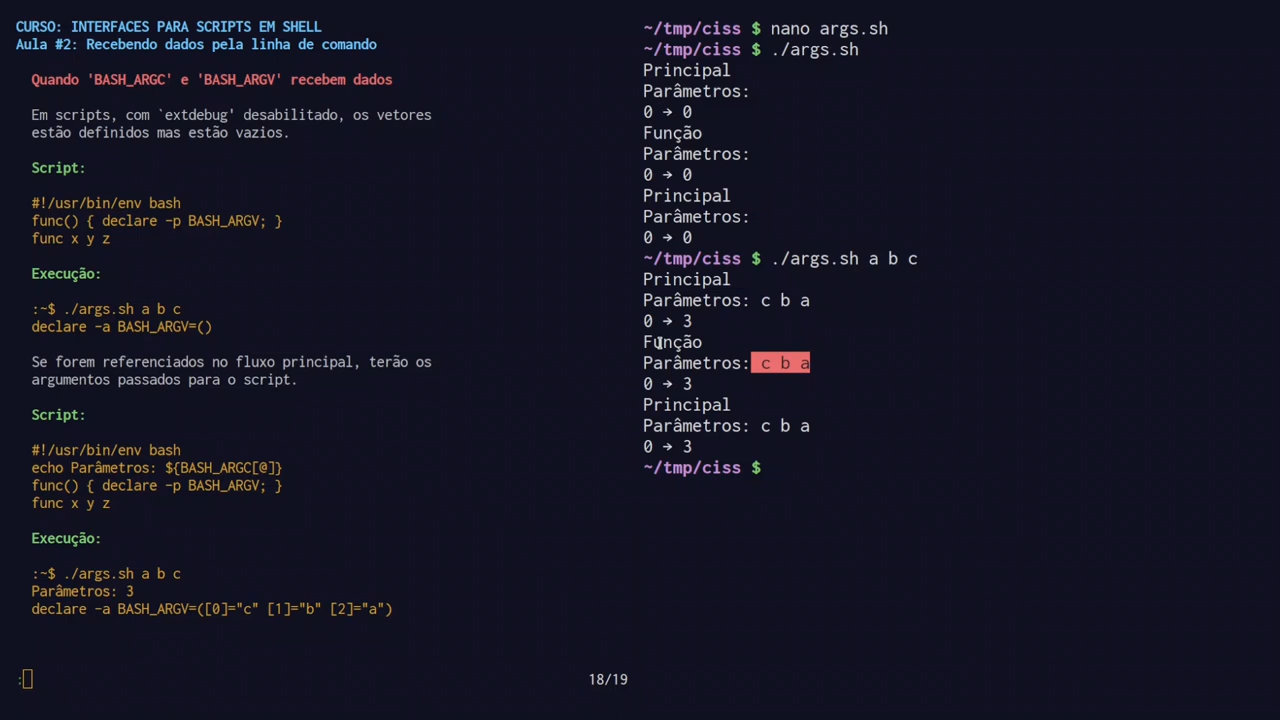 CURSO: INTERFACES PARA SCRIPTS EM SHELL
Aula #2: Recebendo dados pela linha de comando
Quando 'BASH_ARGC' e 'BASH_ARGV' recebem dados
Em scripts, com `extdebug' desabilitado, os vetores
estão definidos mas estão vazios.
Script:
#!/usr/bin/env bash
func() { declare -p BASH_ARGV; }
func x y z
Execução:
:~$ ./args.sh a b c
declare -a BASH_ARGV=()
Se forem referenciados no fluxo principal, terão os
argumentos passados para o script.
Script:
#!/usr/bin/env bash
echo Parâmetros: ${BASH_ARGC[@]}
func() { declare -p BASH_ARGV; }
func x y z
Execução:
:~$ ./args.sh a b c
Parâmetros: 3
declare -a BASH_ARGV=([0]="c" [1]="b" [2]="a")
:
18/19
~/tmp/ciss $ nano args.sh
~/tmp/ciss $ ./args.sh
Principal
Parâmetros:
0 → 0
Função
Parâmetros:
0 → 0
Principal
Parâmetros:
0 → 0
~/tmp/ciss $ ./args.sh a b c
Principal
Parâmetros: c b a
0 → 3
Função
Parâmetros: c b a
0 → 3
Principal
Parâmetros: c b a
0 → 3
~/tmp/ciss $